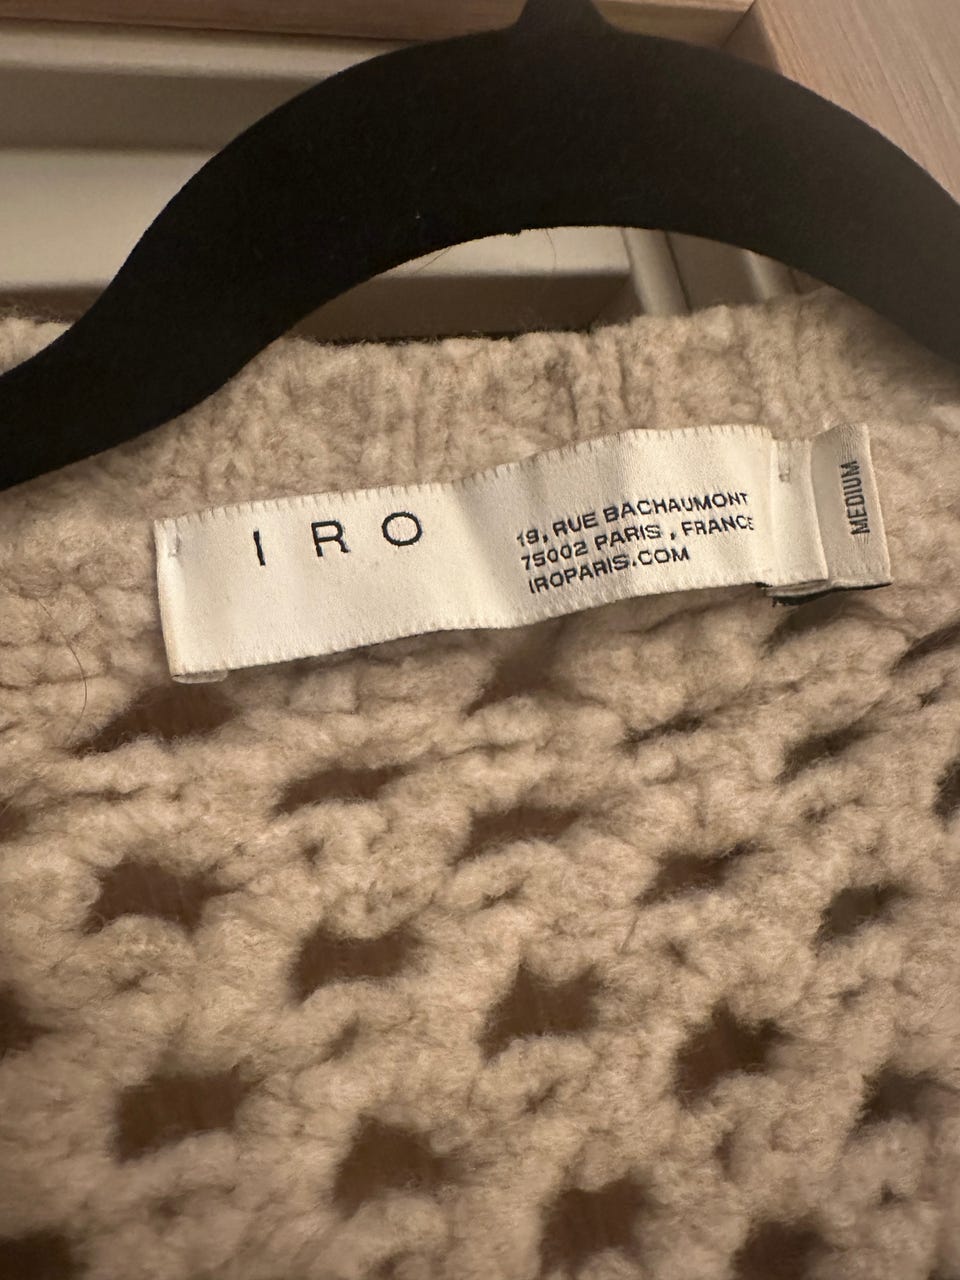 IRO
19, RUE BACHAUMONT
75002 PARIS , FRANCE
IROPARIS.COM
MEDIUM